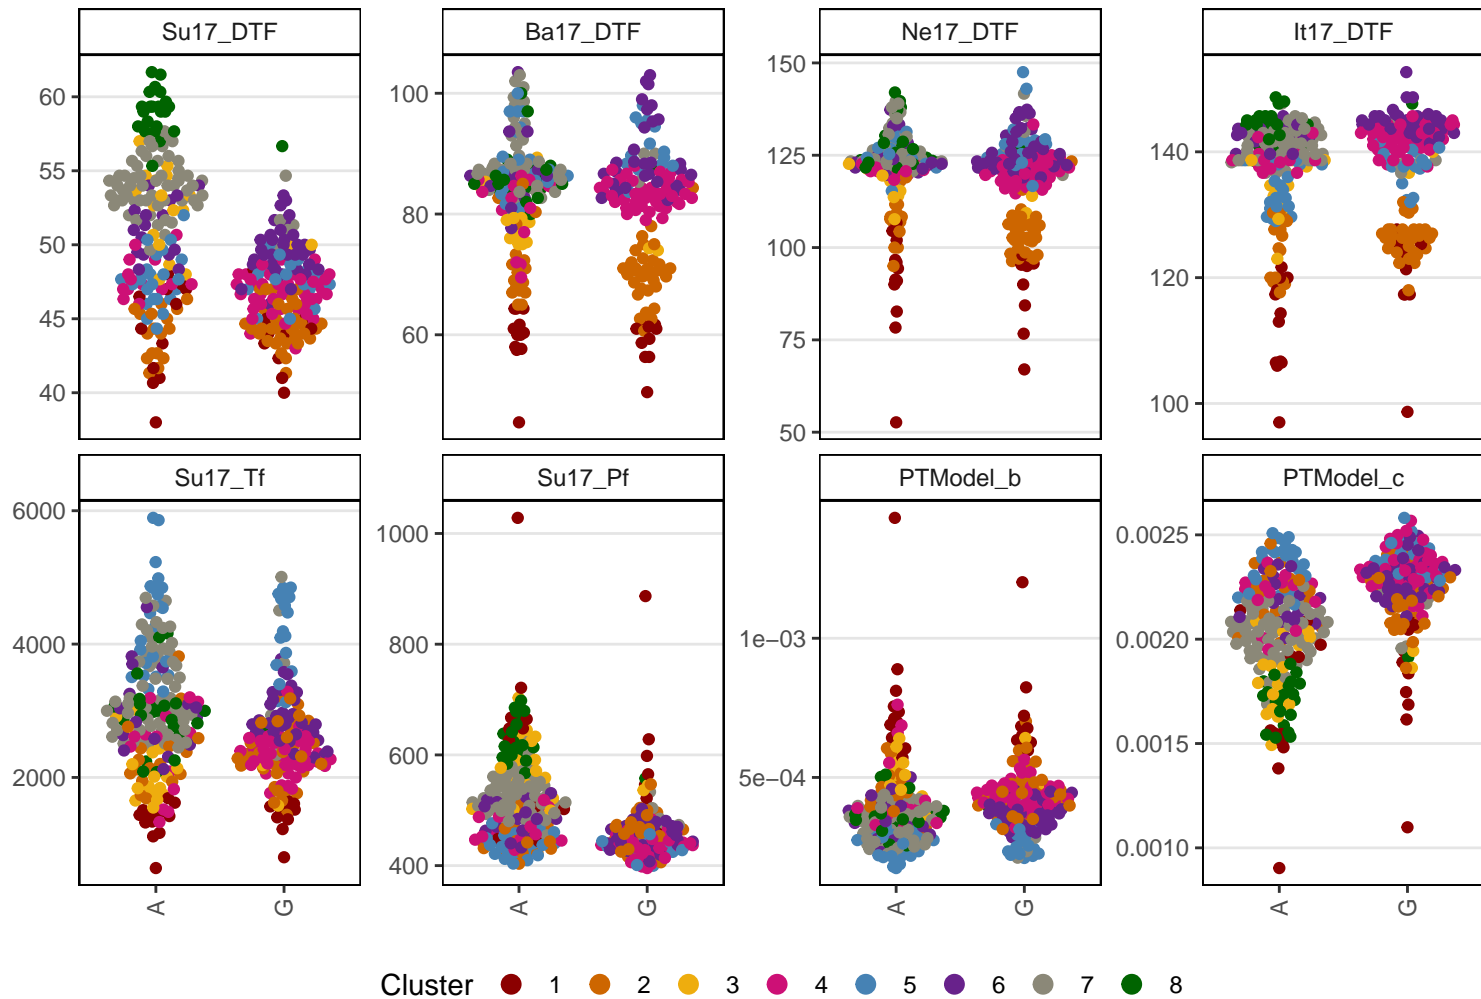 Su17_DTF
Ba17_DTF
Ne17_DTF
It17_DTF
60
55
50
45
40
100
80
60
150
125
100
75
50
140
120
100
Su17_Tf
Su17_Pf
PTModel_b
PTModel_c
6000
4000
2000
1000
800
600
400
1e−03
5e−04
0.0025
0.0020
0.0015
0.0010
A
G
A
G
A
G
A
G
Cluster 1 2 3 4 5 6 7 8